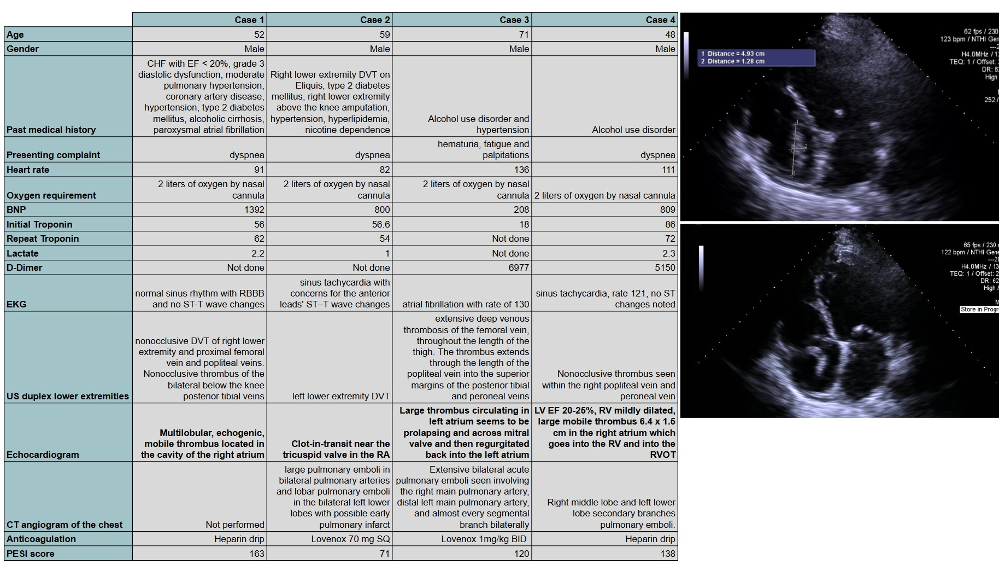 Case 1 Case 2 Case 3 Case 4
Age 52 59 71 48
Gender Male Male Male Male
Past medical history
CHF with EF < 20%, grade 3
diastolic dysfunction, moderate
pulmonary hypertension,
coronary artery disease,
hypertension, type 2 diabetes
mellitus, alcoholic cirrhosis,
paroxysmal atrial fibrillation
Right lower extremity DVT on
Eliquis, type 2 diabetes
mellitus, right lower extremity
above the knee amputation,
hypertension, hyperlipidemia,
nicotine dependence
Alcohol use disorder and
hypertension
Alcohol use disorder
Presenting complaint
dyspnea
dyspnea
hematuria, fatigue and
palpitations
dyspnea
Heart rate 91 82 136 111
Oxygen requirement
2 liters of oxygen by nasal
cannula
2 liters of oxygen by nasal
cannula
2 liters of oxygen by nasal
cannula
2 liters of oxygen by nasal cannula
BNP 1392 800 208 809
Initial Troponin 56 56.6 18 86
Repeat Troponin 62 54 Not done 72
Lactate 2.2 1 Not done 2.3
D-Dimer Not done Not done 6977 5150
EKG
normal sinus rhythm with RBBB
and no ST-T wave changes
sinus tachycardia with
concerns for the anterior
leads' ST–T wave changes
atrial fibrillation with rate of 130
sinus tachycardia, rate 121, no ST
changes noted
US duplex lower extremities
nonocclusive DVT of right lower
extremity and proximal femoral
vein and popliteal veins.
Nonocclusive thrombus of the
bilateral below the knee
posterior tibial veins
left lower extremity DVT
extensive deep venous
thrombosis of the femoral vein,
throughout the length of the
thigh. The thrombus extends
through the length of the
popliteal vein into the superior
margins of the posterior tibial
and peroneal veins
Nonocclusive thrombus seen
within the right popliteal vein and
peroneal vein
Echocardiogram
Multilobular, echogenic,
mobile thrombus located in
the cavity of the right atrium
Clot-in-transit near the
tricuspid valve in the RA
Large thrombus circulating in
left atrium seems to be
prolapsing and across mitral
valve and then regurgitated
back into the left atrium
LV EF 20-25%, RV mildly dilated,
large mobile thrombus 6.4 x 1.5
cm in the right atrium which
goes into the RV and into the
RVOT
CT angiogram of the chest
Not performed
large pulmonary emboli in
bilateral pulmonary arteries
and lobar pulmonary emboli
in the bilateral left lower
lobes with possible early
pulmonary infarct
Extensive bilateral acute
pulmonary emboli seen involving
the right main pulmonary artery,
distal left main pulmonary artery,
and almost every segmental
branch bilaterally
Right middle lobe and left lower
lobe secondary branches
pulmonary emboli.
Anticoagulation Heparin drip Lovenox 70 mg SQ Lovenox 1mg/kg BID Heparin drip
PESI score 163 71 120 138
1 Distance = 4.93 cm
2 Distance = 1.28 cm
62 fps / 230
123 bpm / NTHI Gen
---2
H4.0MHz / 1
TEQ: 1 / Offset:
DR: 6
High
252 /
1
2
65 fps / 230
122 bpm / NTHI Gene
---2
H4.0MHz / 13
TEQ: 1 / Offset: 2
DR: 62
High /
M
Store in Progr